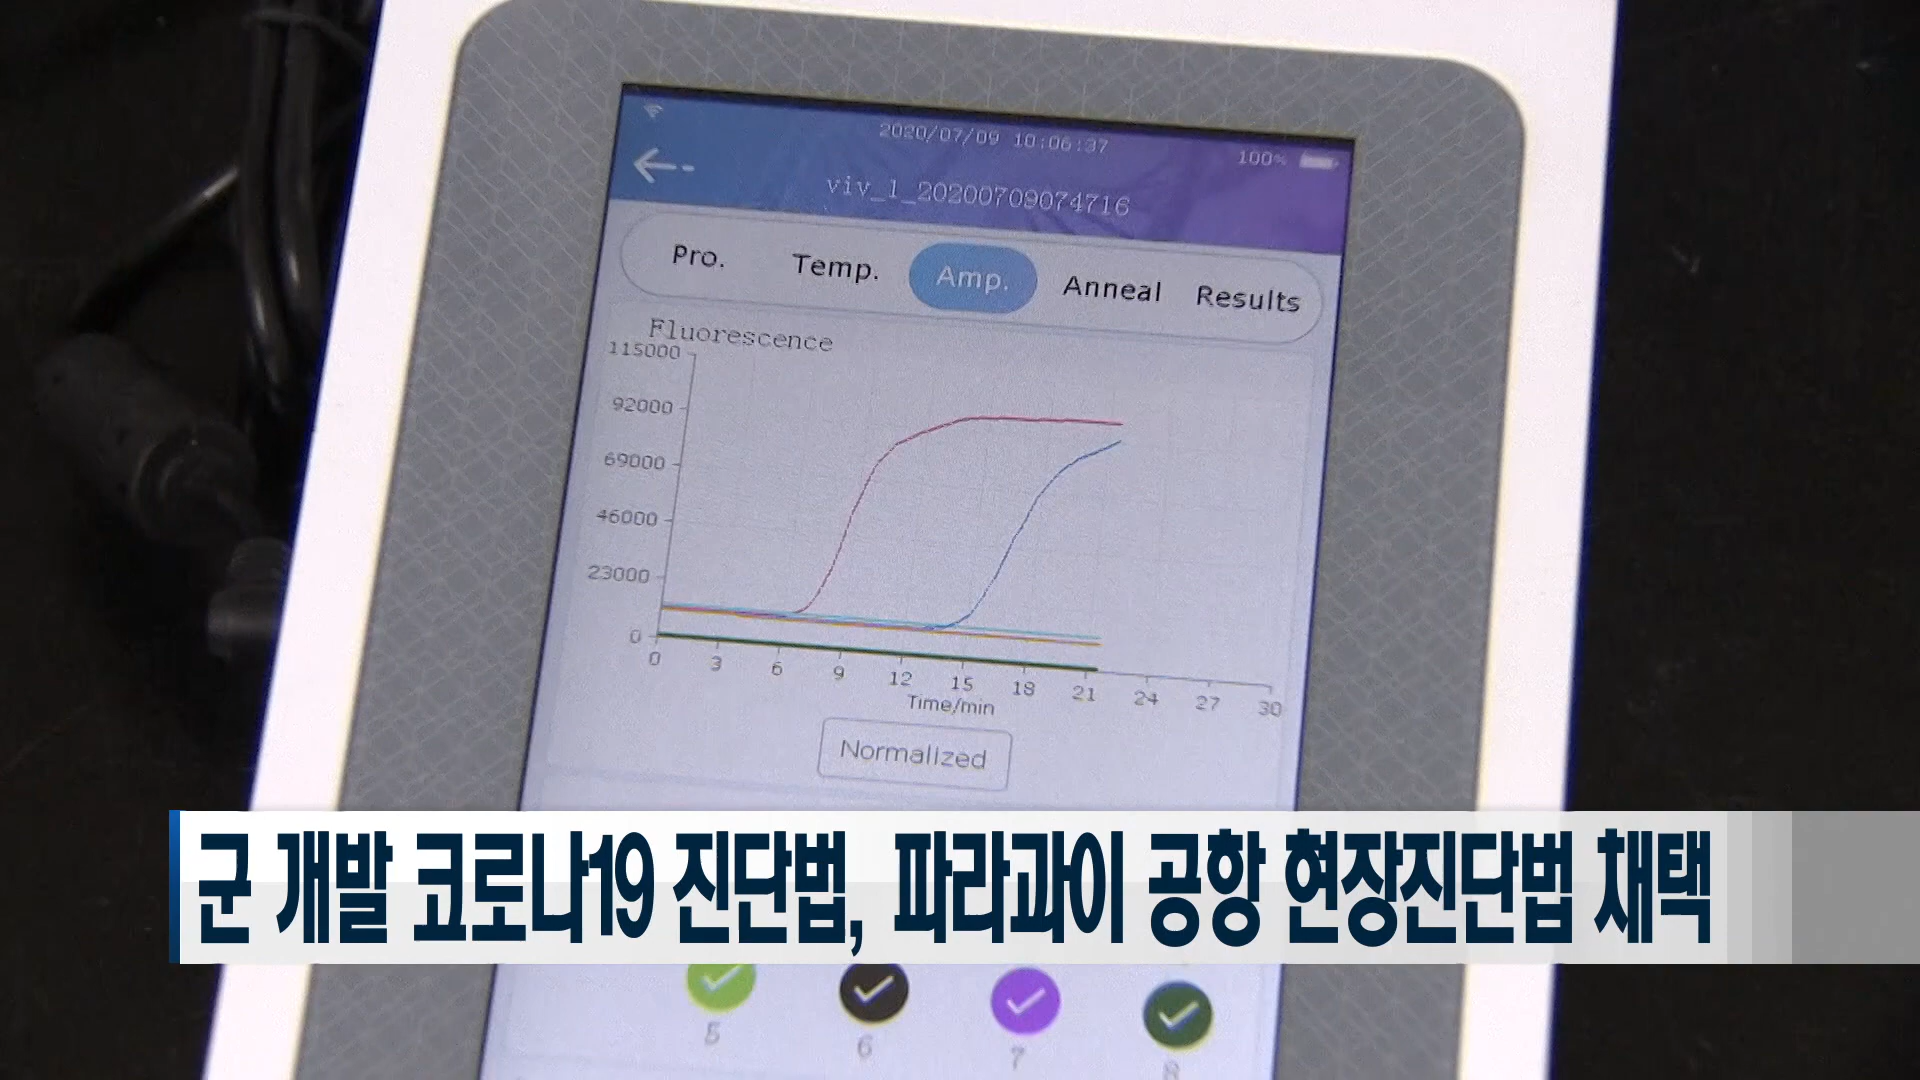 2020/07/09 10:06:37
100%
viv_1_20200709074716
Pro. Temp. Amp. Anneal Results
Fluorescence
115000
92000
69000
46000
23000
0
0 3 6 9 12 15 18 21 24 27 30
Time/min
Normalized
군 개발 코로나19 진단법, 파라과이 공항 현장진단법 채택
5 6 7 8